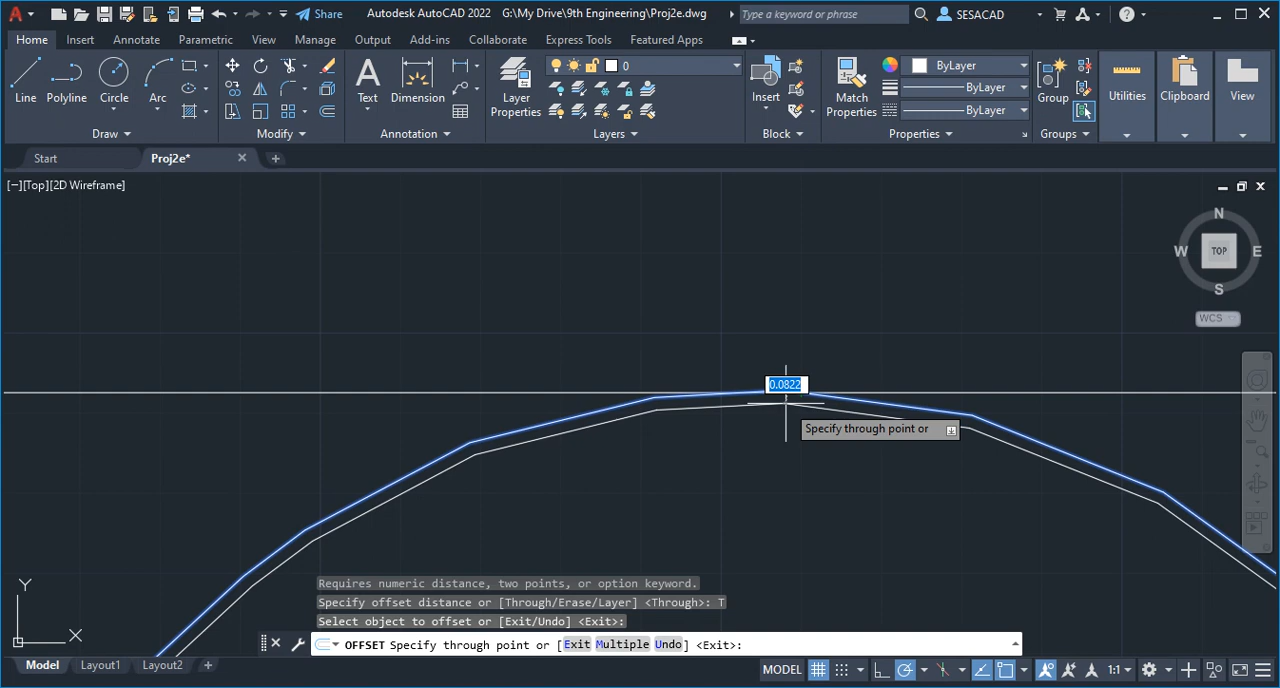 Share Autodesk AutoCAD 2022 G:\My Drive\9th Engineering\Proj2e.dwg Type a keyword or phrase SESACAD
Home Insert Annotate Parametric View Manage Output Add-ins Collaborate Express Tools Featured Apps
0 ByLayer
ByLayer
Line Polyline Circle Arc Text Dimension Layer Properties Insert Match Properties ByLayer Group Utilities Clipboard View
Draw Modify Annotation Layers Block Properties Groups
Start Proj2e* +
[−][Top][2D Wireframe]
N
W TOP E
S
WCS
0.0822
Specify through point or
Y
X
Requires numeric distance, two points, or option keyword.
Specify offset distance or [Through/Erase/Layer] <Through>: T
Select object to offset or [Exit/Undo] <Exit>:
OFFSET Specify through point or [Exit Multiple Undo] <Exit>:
Model Layout1 Layout2 + MODEL 1:1